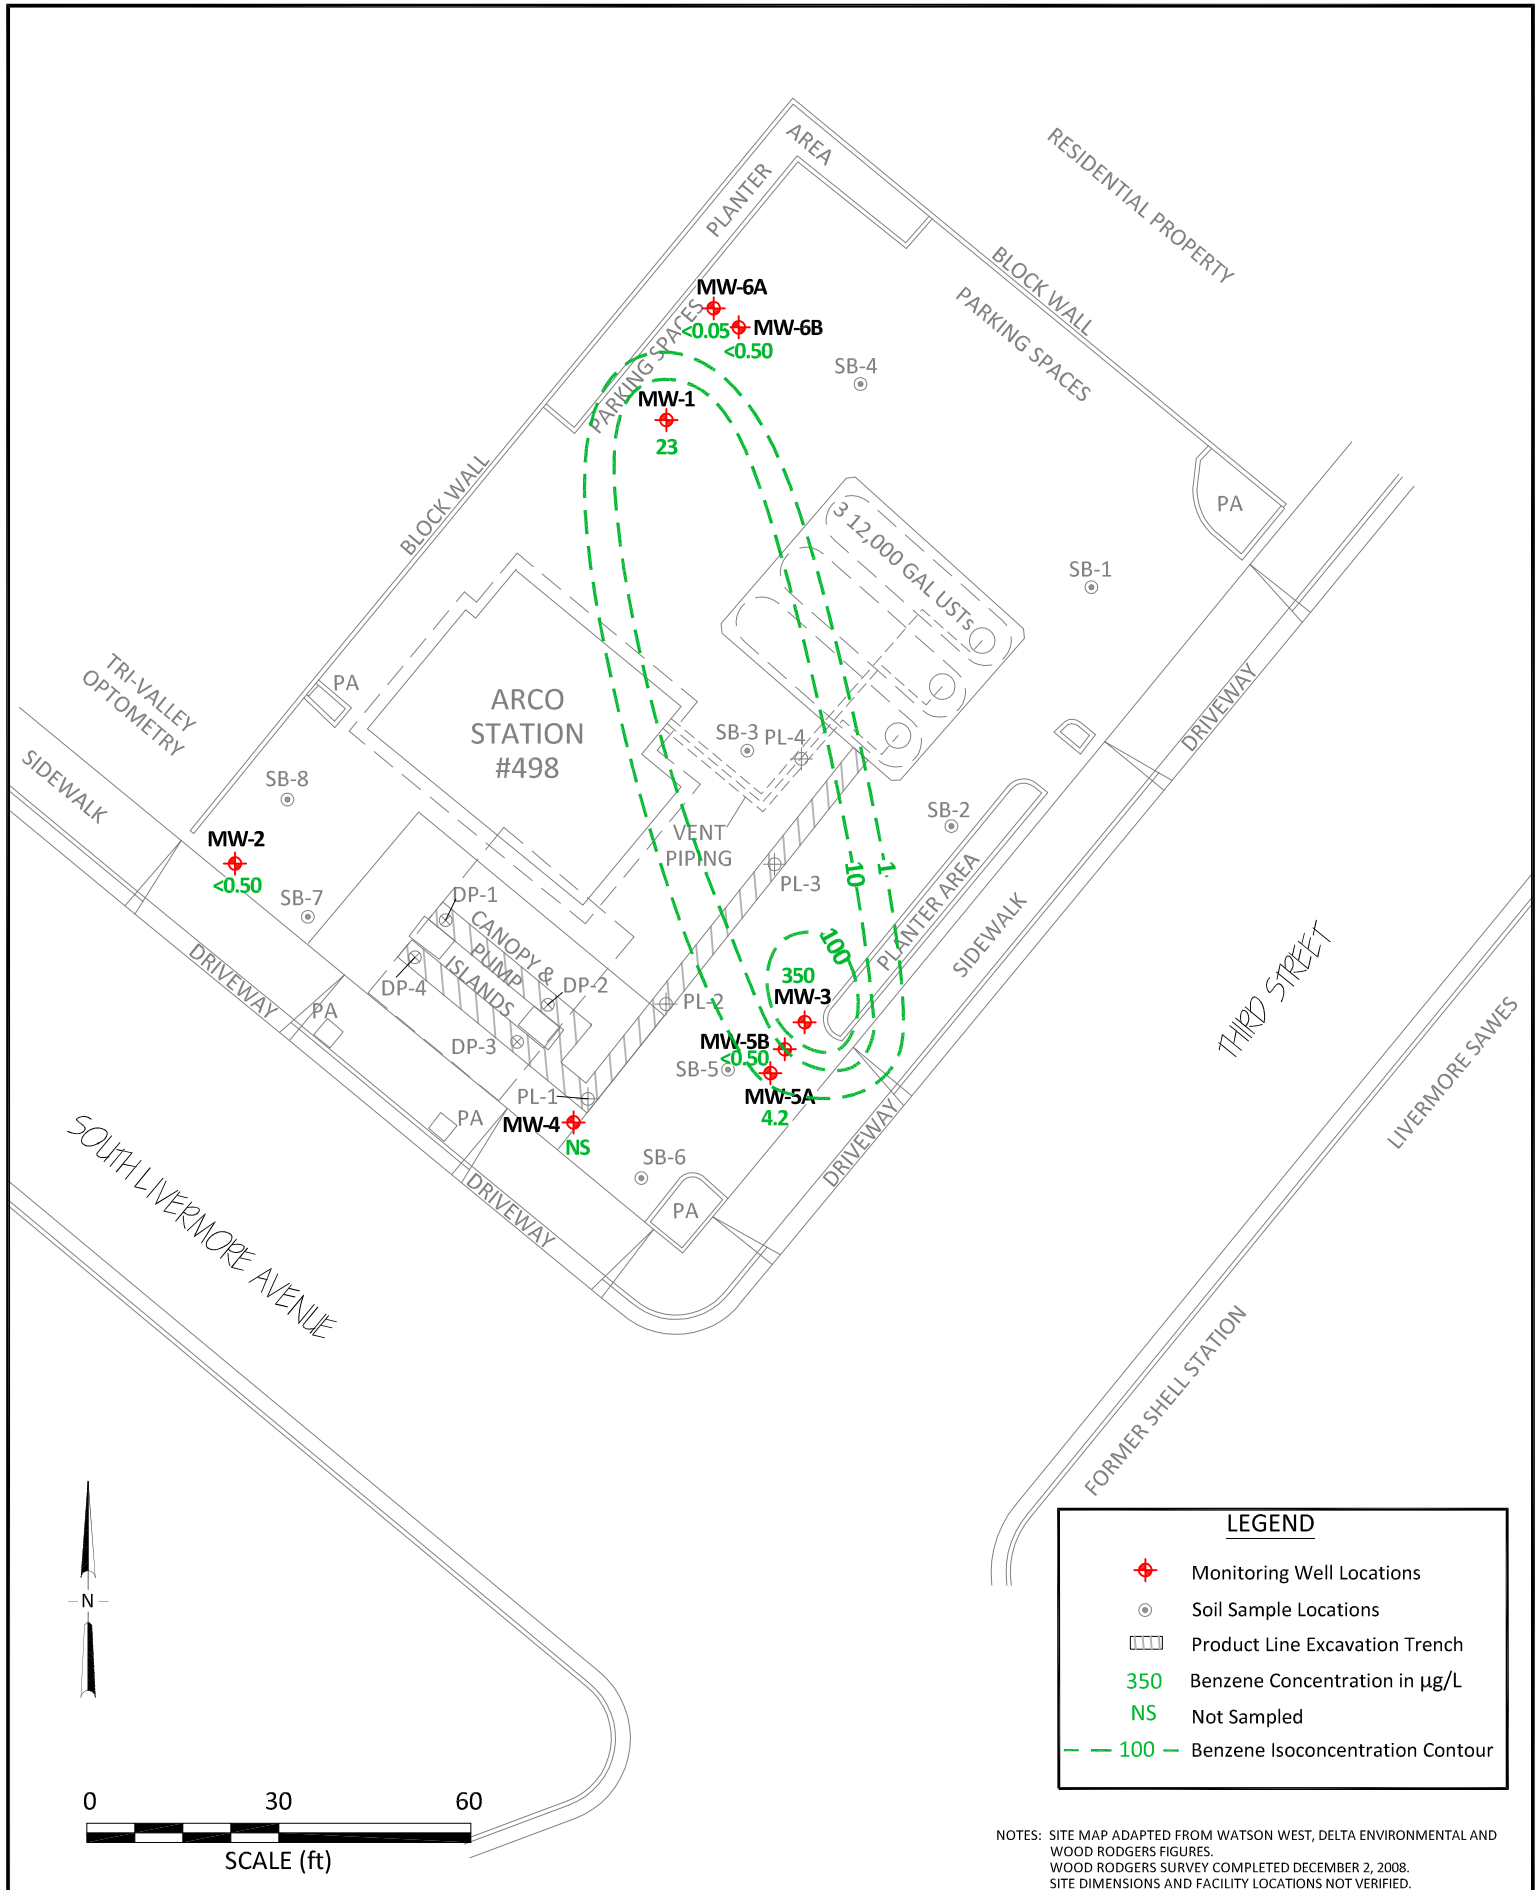 AREA
PLANTER
RESIDENTIAL PROPERTY
BLOCK WALL
PARKING SPACES
MW-6A
<0.05
MW-6B
<0.50
PARKING SPACES
SB-4
MW-1
23
BLOCK WALL
3 12,000 GAL USTs
PA
SB-1
TRI-VALLEY
OPTOMETRY
PA
ARCO
STATION
#498
SB-3
PL-4
DRIVEWAY
SIDEWALK
SB-8
SB-2
MW-2
<0.50
VENT
PIPING
PL-3
10
1
SB-7
DP-1
CANOPY &
PUMP
ISLANDS
DP-2
DP-4
DP-3
100
350
MW-3
PLANTER AREA
SIDEWALK
DRIVEWAY
PA
PL-2
MW-5B
<0.50
SB-5
MW-5A
4.2
PL-1
MW-4
NS
PA
SB-6
PA
DRIVEWAY
DRIVEWAY
THIRD STREET
LIVERMORE SAWES
SOUTH LIVERMORE AVENUE
FORMER SHELL STATION
N
0 30 60
SCALE (ft)
LEGEND
Monitoring Well Locations
Soil Sample Locations
Product Line Excavation Trench
350 Benzene Concentration in µg/L
NS Not Sampled
100 Benzene Isoconcentration Contour
NOTES: SITE MAP ADAPTED FROM WATSON WEST, DELTA ENVIRONMENTAL AND
WOOD RODGERS FIGURES.
WOOD RODGERS SURVEY COMPLETED DECEMBER 2, 2008.
SITE DIMENSIONS AND FACILITY LOCATIONS NOT VERIFIED.